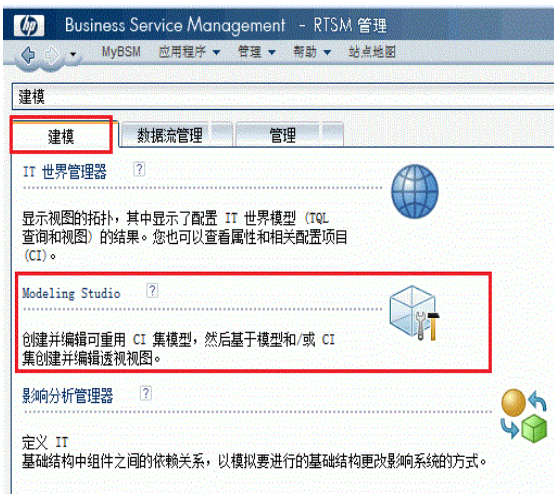 hp Business Service Management - RTSM 管理
MyBSM 应用程序 管理 帮助 站点地图
建模
建模 数据流管理 管理
IT 世界管理器 ?
显示视图的拓扑，其中显示了配置 IT 世界模型 (TQL
查询和视图) 的结果。您也可以查看属性和相关配置项目
(CI)。
Modeling Studio ?
创建并编辑可重用 CI 集模型，然后基于模型和/或 CI
集创建并编辑透视视图。
影响分析管理器 ?
定义 IT
基础结构中组件之间的依赖关系，以模拟要进行的基础结构更改影响系统的方式。